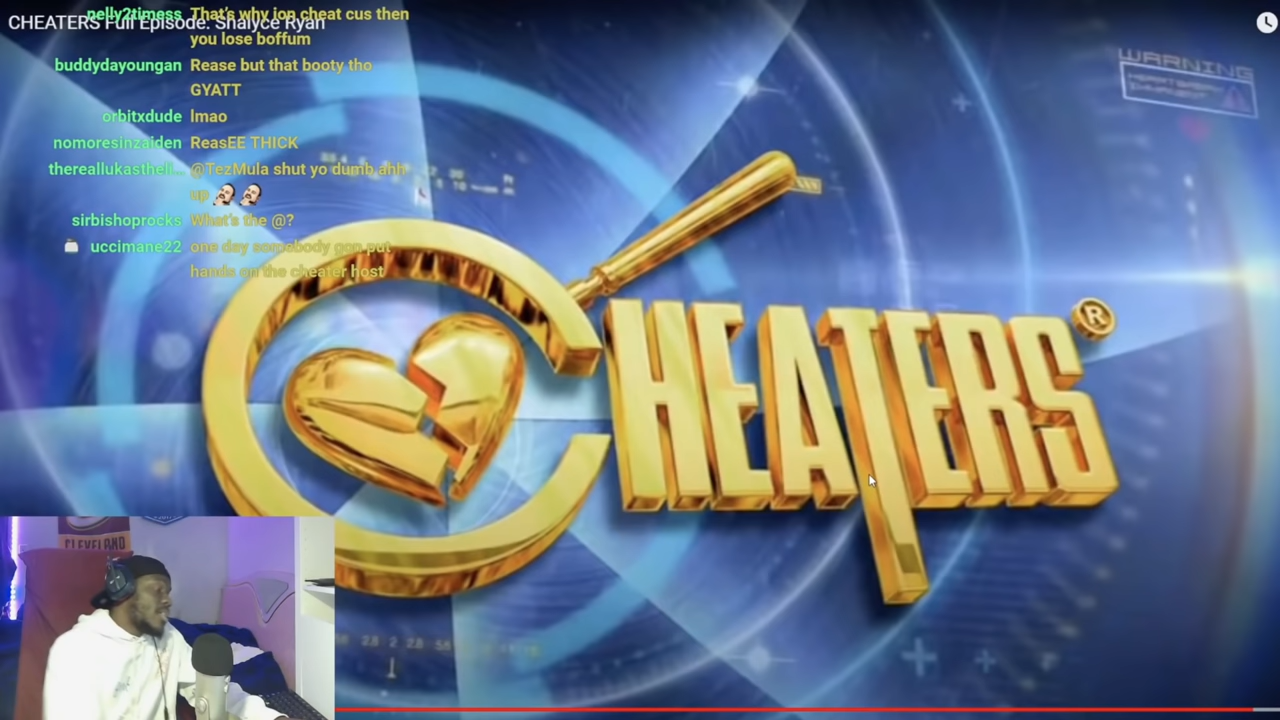 CHEATERS Full Episode: Shalyce Ryan
nelly2timess That's why ion cheat cus then
you lose boffum
buddydayoungan Rease but that booty tho
GYATT
orbitxdude lmao
nomoresinzaiden ReasEE THICK
thereallukastheli... @TezMula shut yo dumb ahh
up
sirbishoprocks What's the @?
uccimane22 one day somebody gon put
hands on the cheater host
WARNING
CHEATERS ®
CLEVELAND